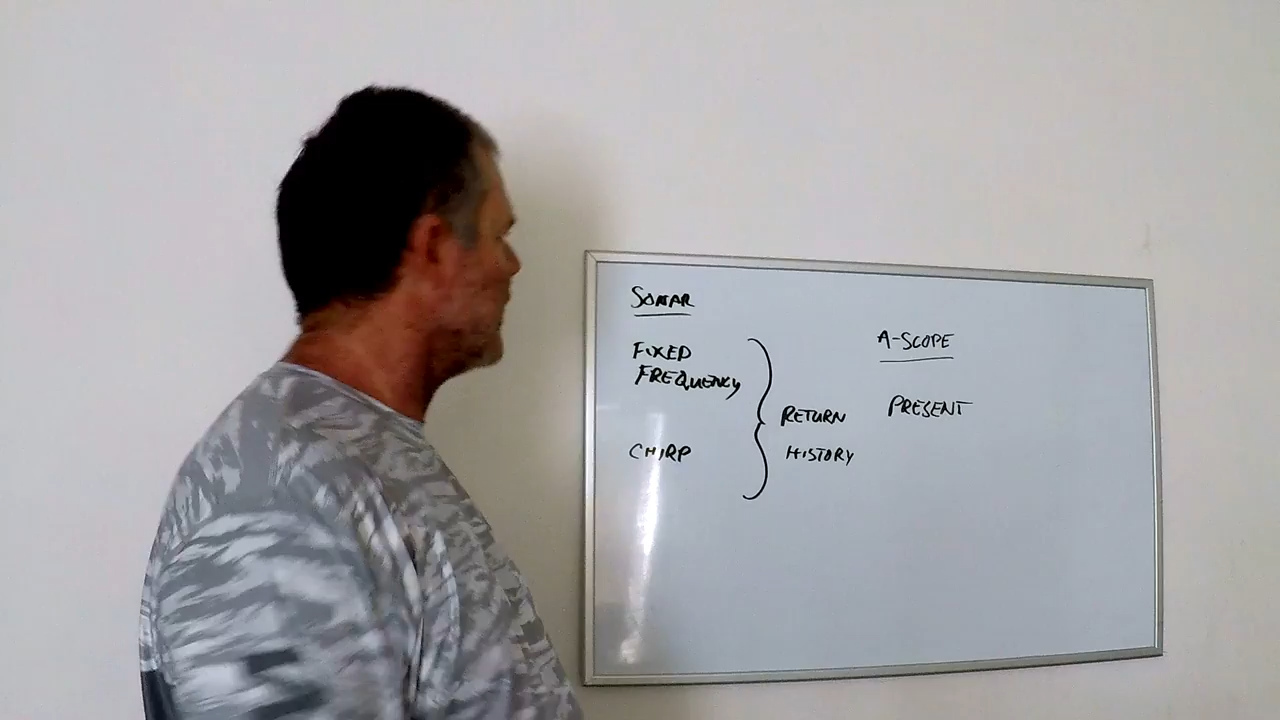 SONAR
FIXED
FREQUENCY
CHIRP
RETURN
HISTORY
A-SCOPE
PRESENT